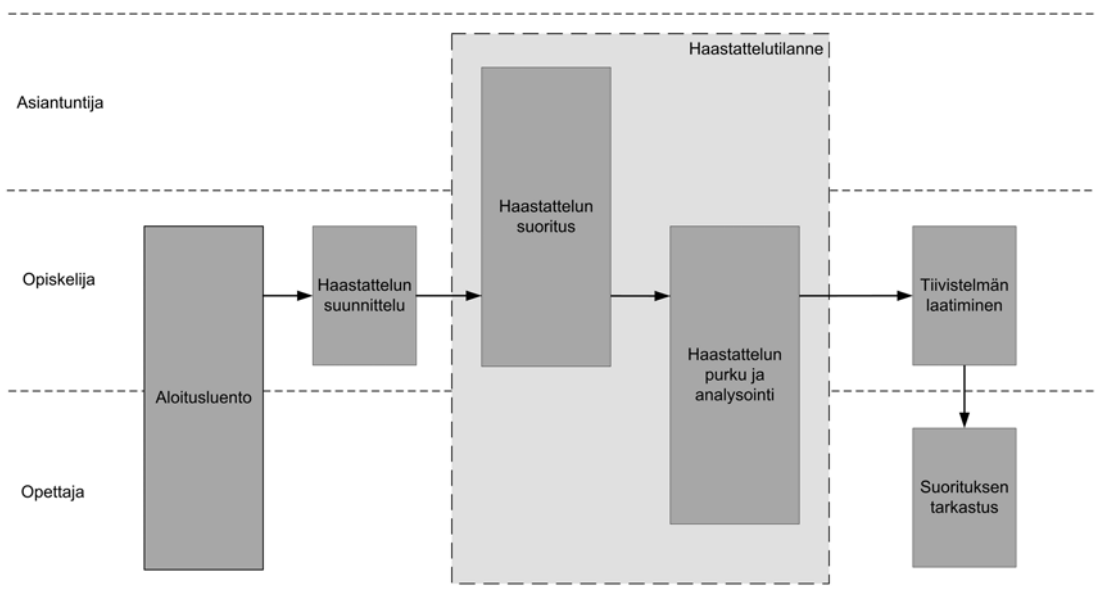 Haastattelutilanne
Asiantuntija
Haastattelun
suoritus
Opiskelija
Haastattelun
suunnittelu
Tiivistelmän
laatiminen
Haastattelun
purku ja
analysointi
Aloitusluento
Opettaja
Suorituksen
tarkastus